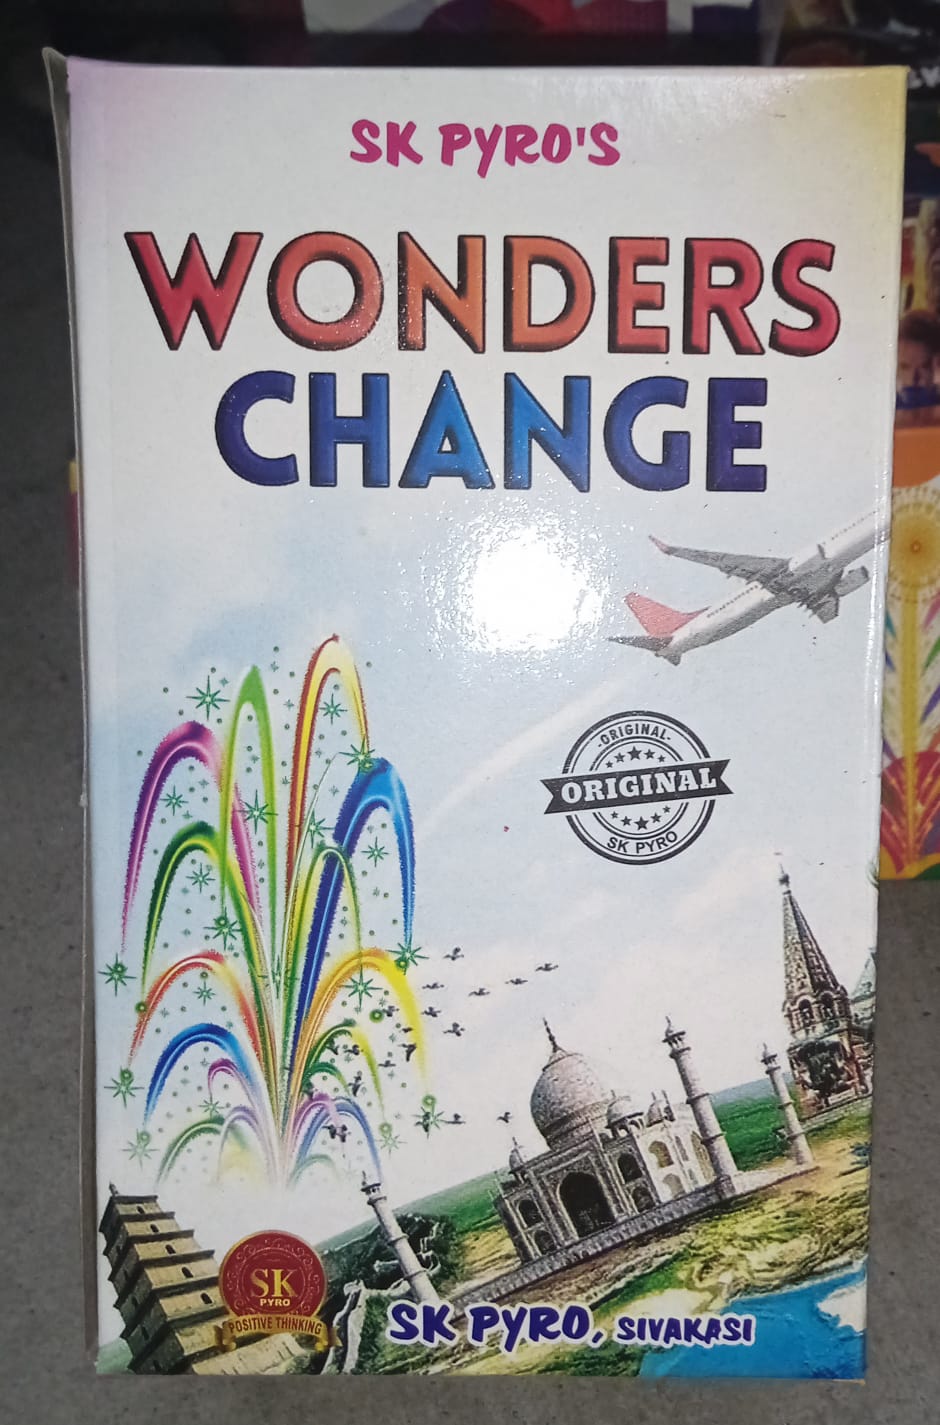 SK PYRO'S
WONDERS
CHANGE
-ORIGINAL-
ORIGINAL
SK PYRO
SK
PYRO
POSITIVE THINKING
SK PYRO, SIVAKASI